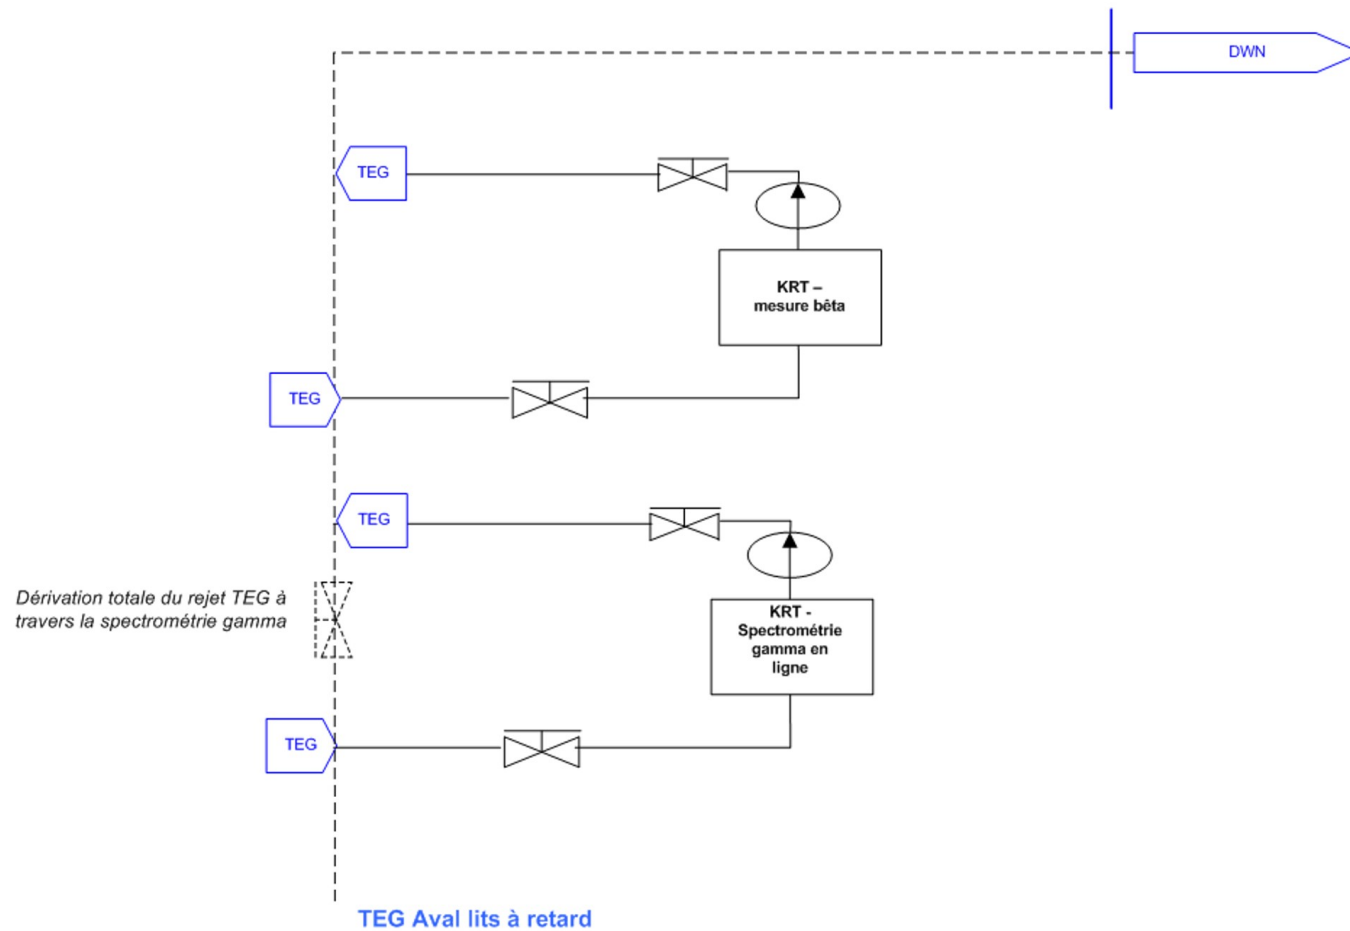 DWN
TEG
KRT –
mesure bêta
TEG
TEG
Dérivation totale du rejet TEG à
travers la spectrométrie gamma
KRT -
Spectrométrie
gamma en
ligne
TEG
TEG Aval lits à retard